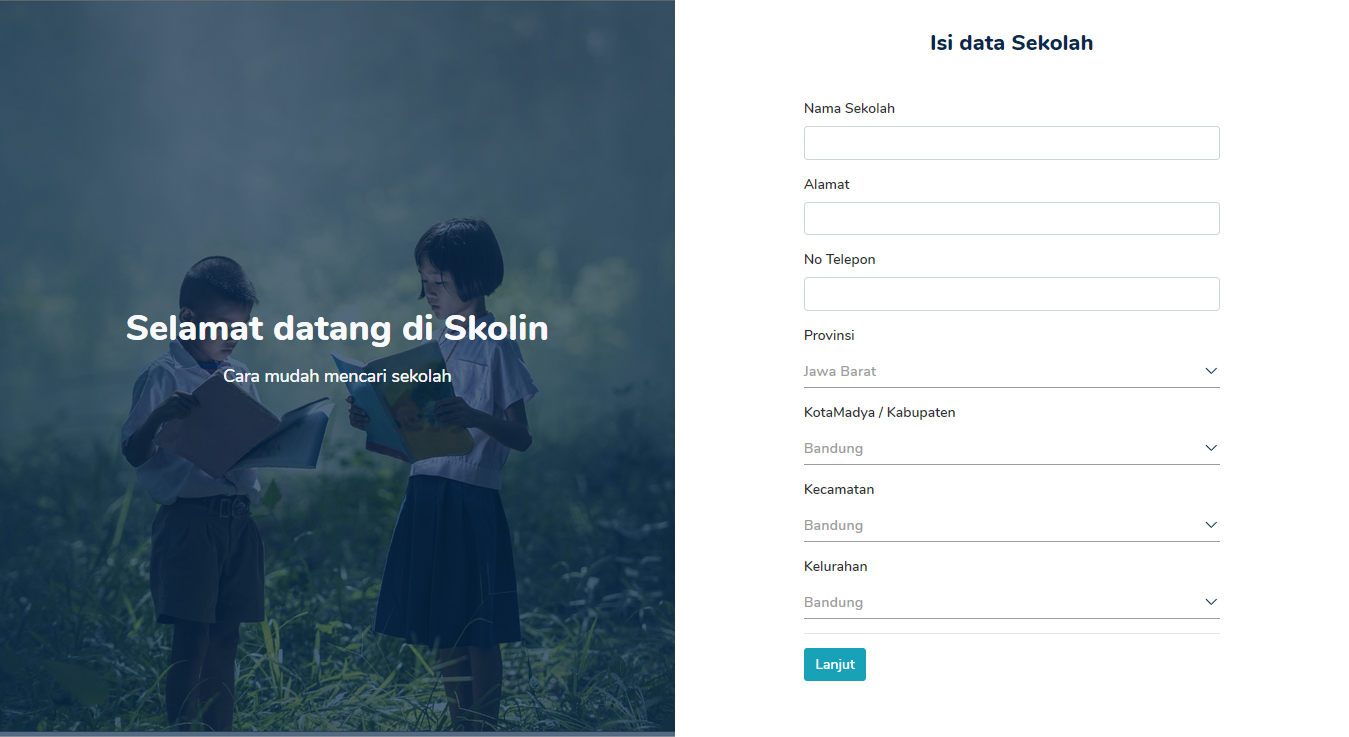 Selamat datang di Skolin
Cara mudah mencari sekolah
Isi data Sekolah
Nama Sekolah
Alamat
No Telepon
Provinsi
Jawa Barat
KotaMadya / Kabupaten
Bandung
Kecamatan
Bandung
Kelurahan
Bandung
Lanjut